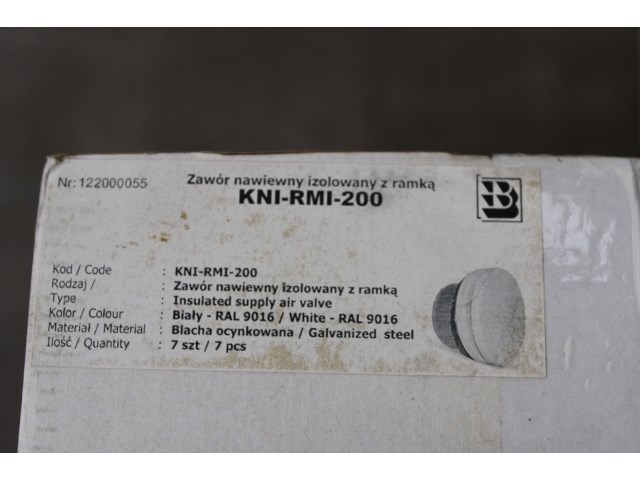 Nr: 122000055
Zawór nawiewny izolowany z ramką
KNI-RMI-200
B
Kod / Code : KNI-RMI-200
Rodzaj / : Zawór nawiewny izolowany z ramką
Type : Insulated supply air valve
Kolor / Colour : Biały - RAL 9016 / White - RAL 9016
Materiał / Material : Blacha ocynkowana / Galvanized steel
Ilość / Quantity : 7 szt / 7 pcs